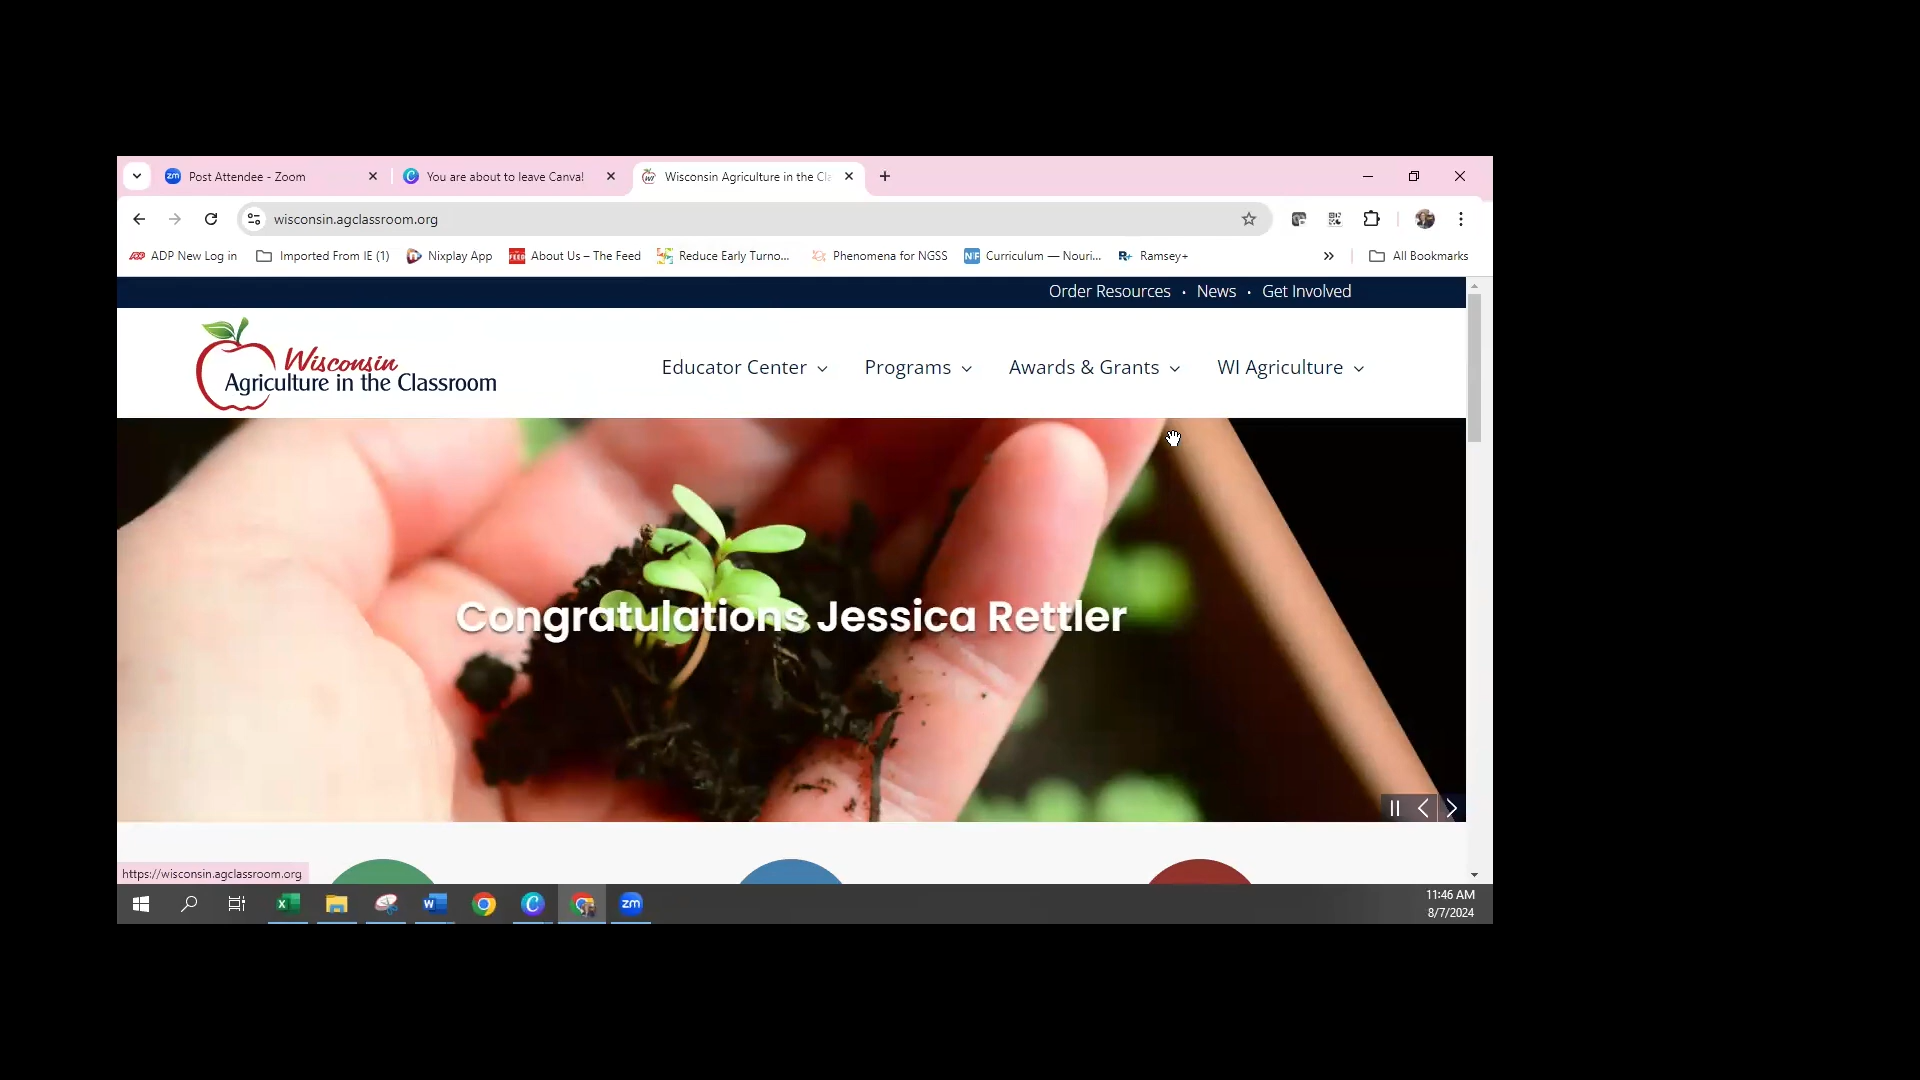 Post Attendee - Zoom
You are about to leave Canva!
Wisconsin Agriculture in the Cla
wisconsin.agclassroom.org
ADP New Log in
Imported From IE (1)
Nixplay App
About Us – The Feed
Reduce Early Turno...
Phenomena for NGSS
NF
Curriculum — Nouri...
R+
Ramsey+
All Bookmarks
Order Resources • News • Get Involved
Wisconsin
Agriculture in the Classroom
Educator Center
Programs
Awards & Grants
WI Agriculture
Congratulations Jessica Rettler
https://wisconsin.agclassroom.org
zm
11:46 AM
8/7/2024